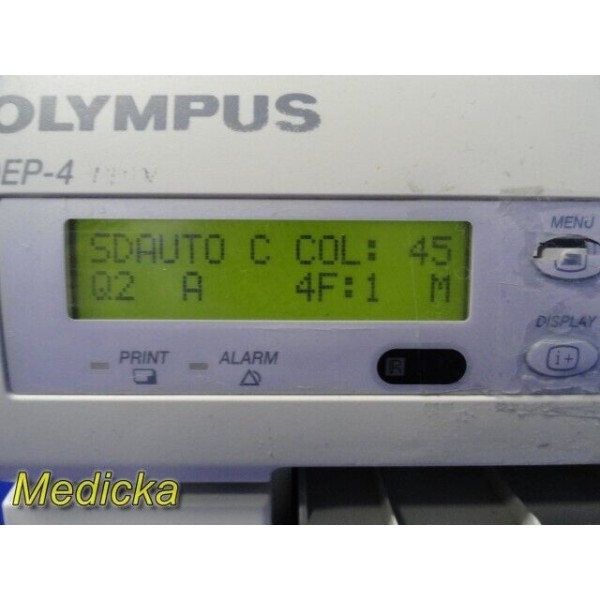 OLYMPUS
EP-4
SDAUTO C COL: 45
Q2 A 4F:1 M
MENU
DISPLAY
i+
PRINT
ALARM
Medicka